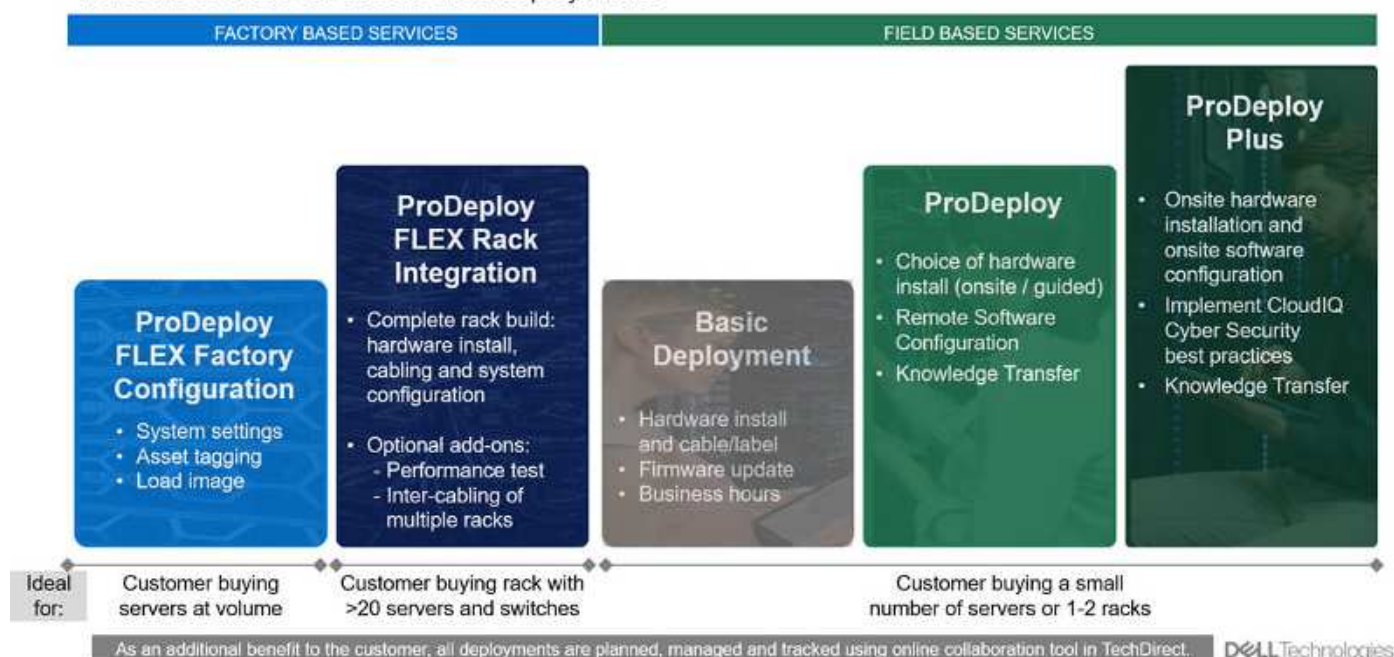 FACTORY BASED SERVICES
FIELD BASED SERVICES
ProDeploy
FLEX Factory
Configuration
• System settings
• Asset tagging
• Load image
ProDeploy
FLEX Rack
Integration
• Complete rack build:
hardware install,
cabling and system
configuration
• Optional add-ons:
- Performance test
- Inter-cabling of
multiple racks
Basic
Deployment
• Hardware install
and cable/label
• Firmware update
• Business hours
ProDeploy
• Choice of hardware
install (onsite / guided)
• Remote Software
Configuration
• Knowledge Transfer
ProDeploy
Plus
• Onsite hardware
installation and
onsite software
configuration
• Implement CloudIQ
Cyber Security
best practices
• Knowledge Transfer
Ideal
for:
Customer buying
servers at volume
Customer buying rack with
>20 servers and switches
Customer buying a small
number of servers or 1-2 racks
As an additional benefit to the customer, all deployments are planned, managed and tracked using online collaboration tool in TechDirect.
DELL Technologies